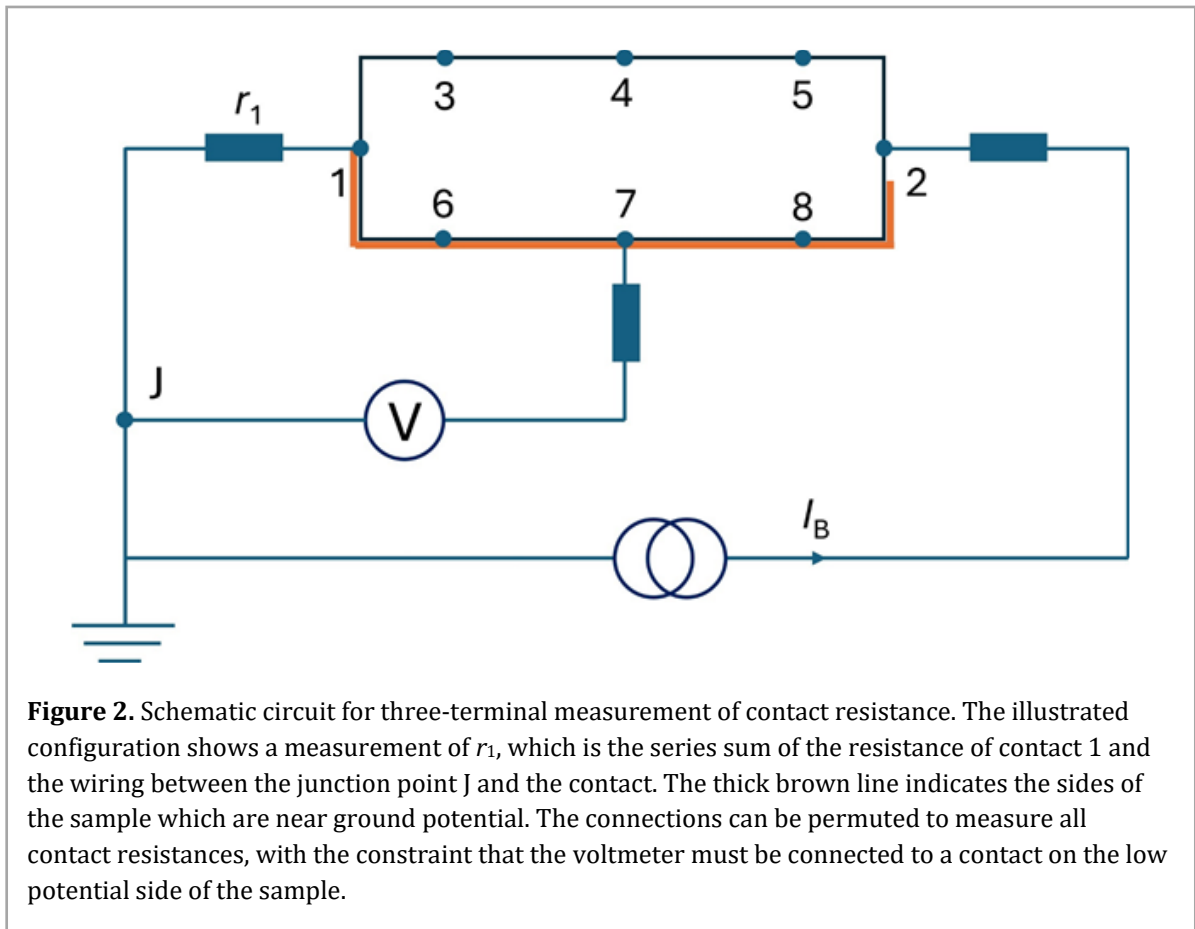 3 4 5
r1
1 2
6 7 8
J
V
IB
Figure 2. Schematic circuit for three-terminal measurement of contact resistance. The illustrated
configuration shows a measurement of r1, which is the series sum of the resistance of contact 1 and
the wiring between the junction point J and the contact. The thick brown line indicates the sides of
the sample which are near ground potential. The connections can be permuted to measure all
contact resistances, with the constraint that the voltmeter must be connected to a contact on the low
potential side of the sample.